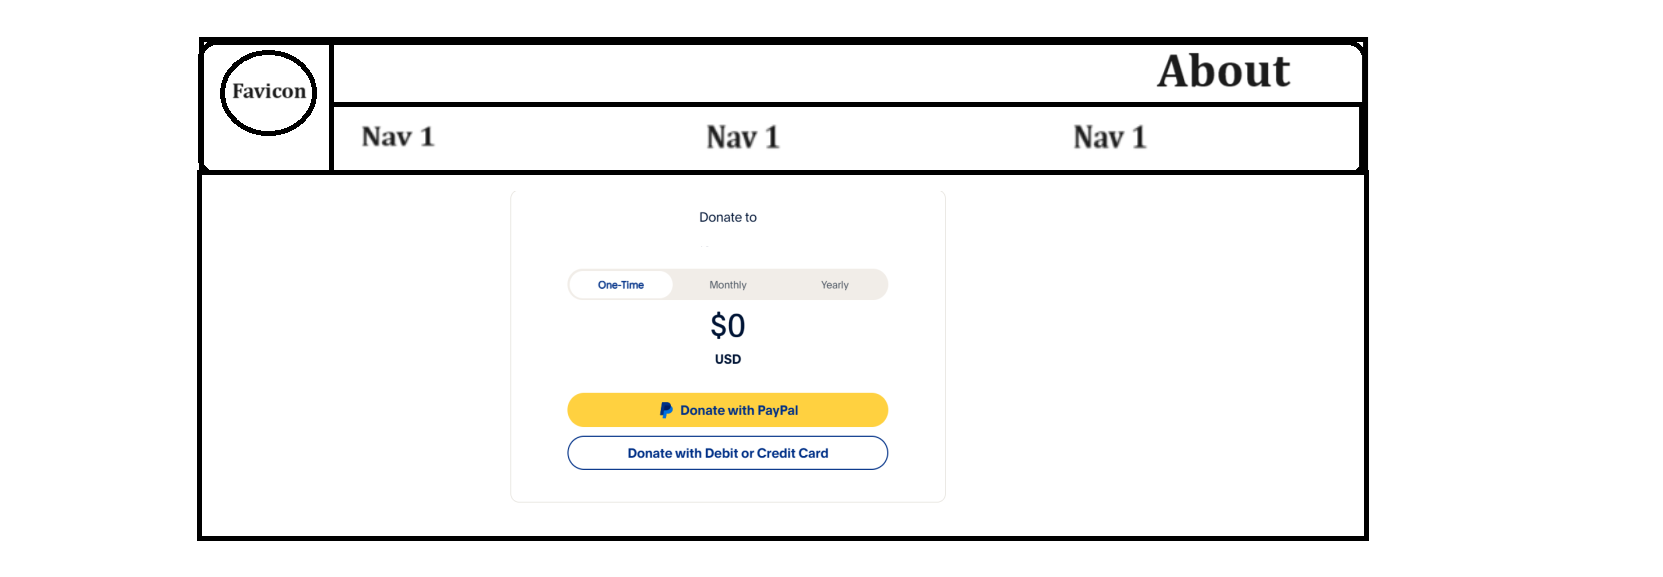 Favicon
About
Nav 1 Nav 1 Nav 1
Donate to
One-Time Monthly Yearly
$0
USD
Donate with PayPal
Donate with Debit or Credit Card